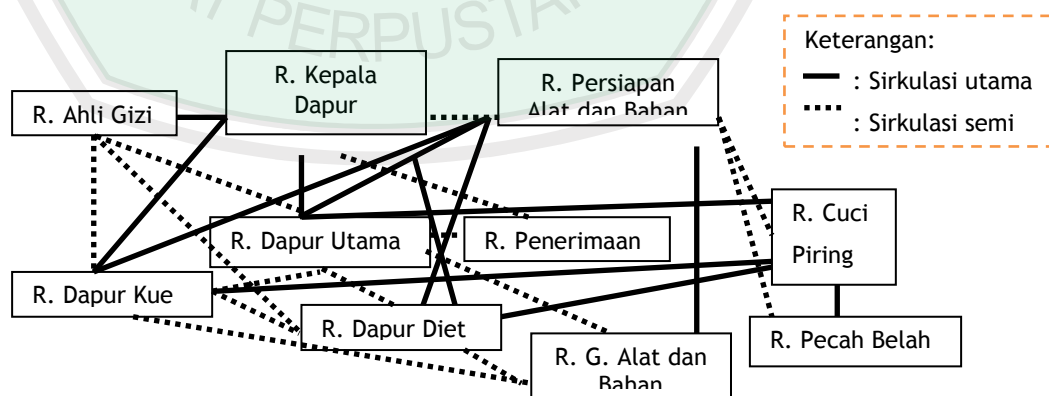 PERPUSTA
Keterangan:
: Sirkulasi utama
: Sirkulasi semi
R. Kepala
Dapur
R. Persiapan
Alat dan Bahan
R. Ahli Gizi
R. Cuci
Piring
R. Dapur Utama
R. Penerimaan
R. Dapur Kue
R. Dapur Diet
R. Pecah Belah
R. G. Alat dan
Bahan